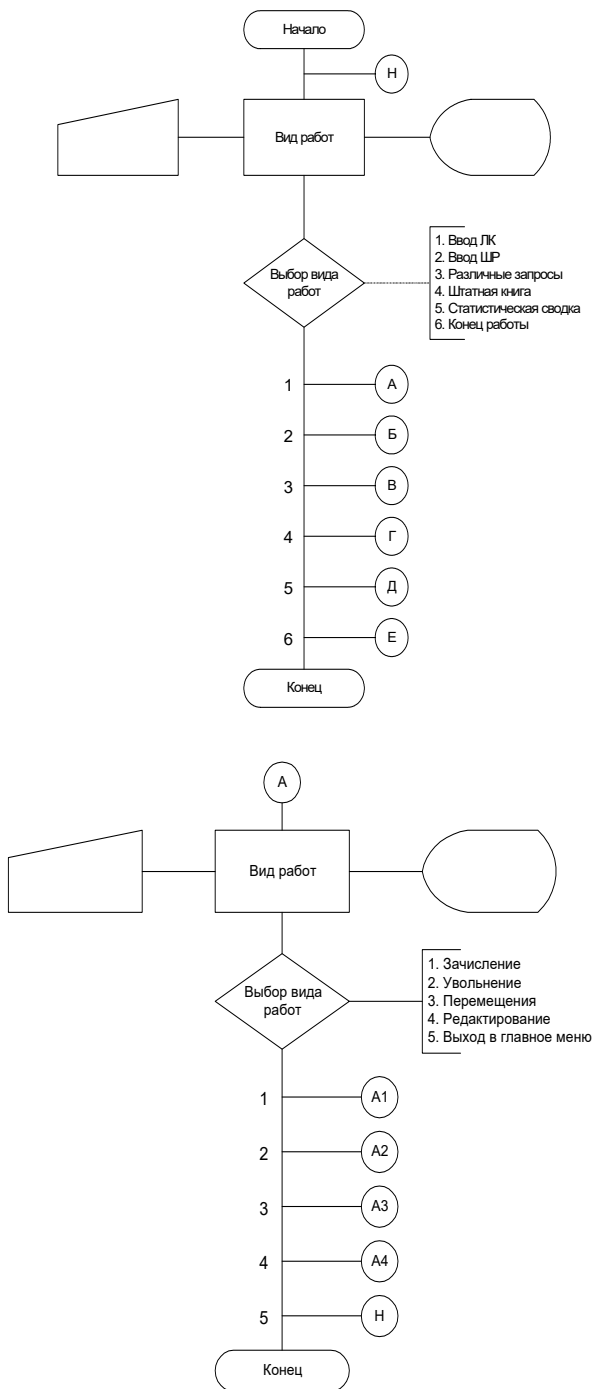 Начало
Н
Вид работ
Выбор вида
работ
1. Ввод ЛК
2. Ввод ШР
3. Различные запросы
4. Штатная книга
5. Статистическая сводка
6. Конец работы
1
А
2
Б
3
В
4
Г
5
Д
6
Е
Конец
А
Вид работ
Выбор вида
работ
1. Зачисление
2. Увольнение
3. Перемещения
4. Редактирование
5. Выход в главное меню
1
А1
2
А2
3
А3
4
А4
5
Н
Конец